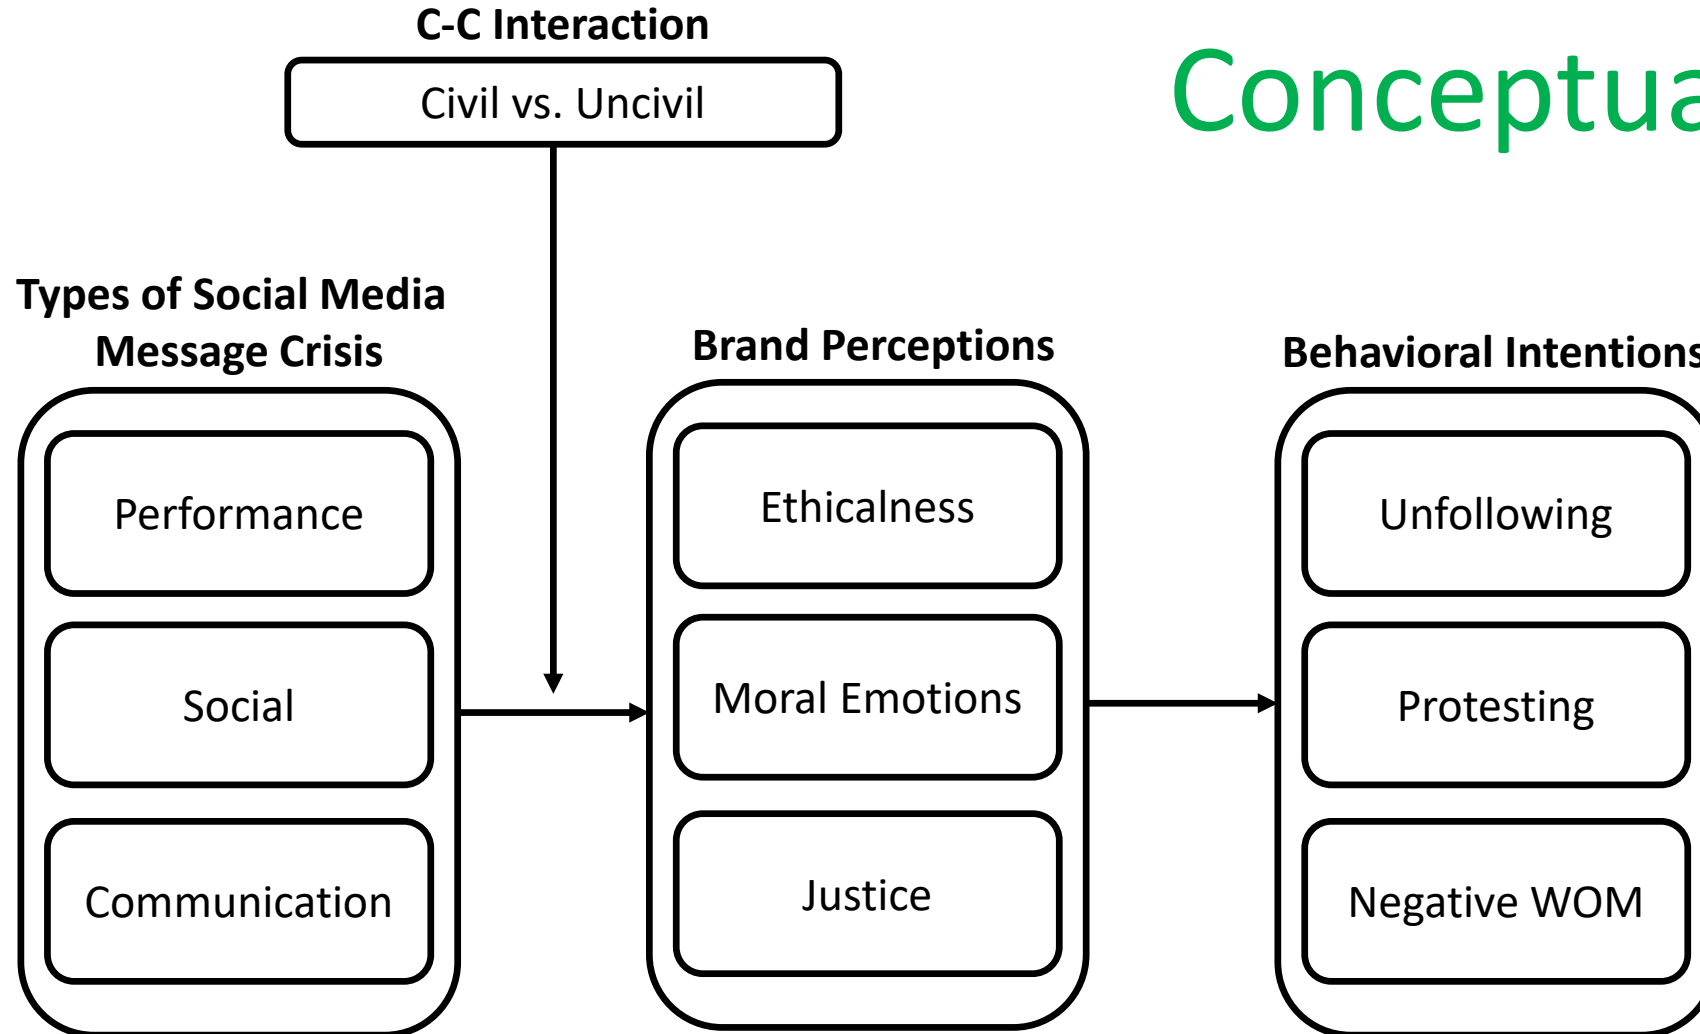 C-C Interaction
Civil vs. Uncivil
Conceptua
Types of Social Media
Message Crisis
Performance
Social
Communication
Brand Perceptions
Ethicalness
Moral Emotions
Justice
Behavioral Intentions
Unfollowing
Protesting
Negative WOM